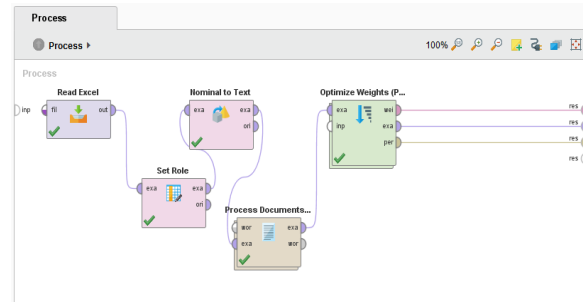 Process
Process
100%
Process
Read Excel
inp
fil
out
Nominal to Text
exa
exa
ori
Optimize Weights (P...
exa
wei
inp
exa
per
res
res
res
res
Set Role
exa
exa
ori
Process Documents...
wor
exa
exa
wor